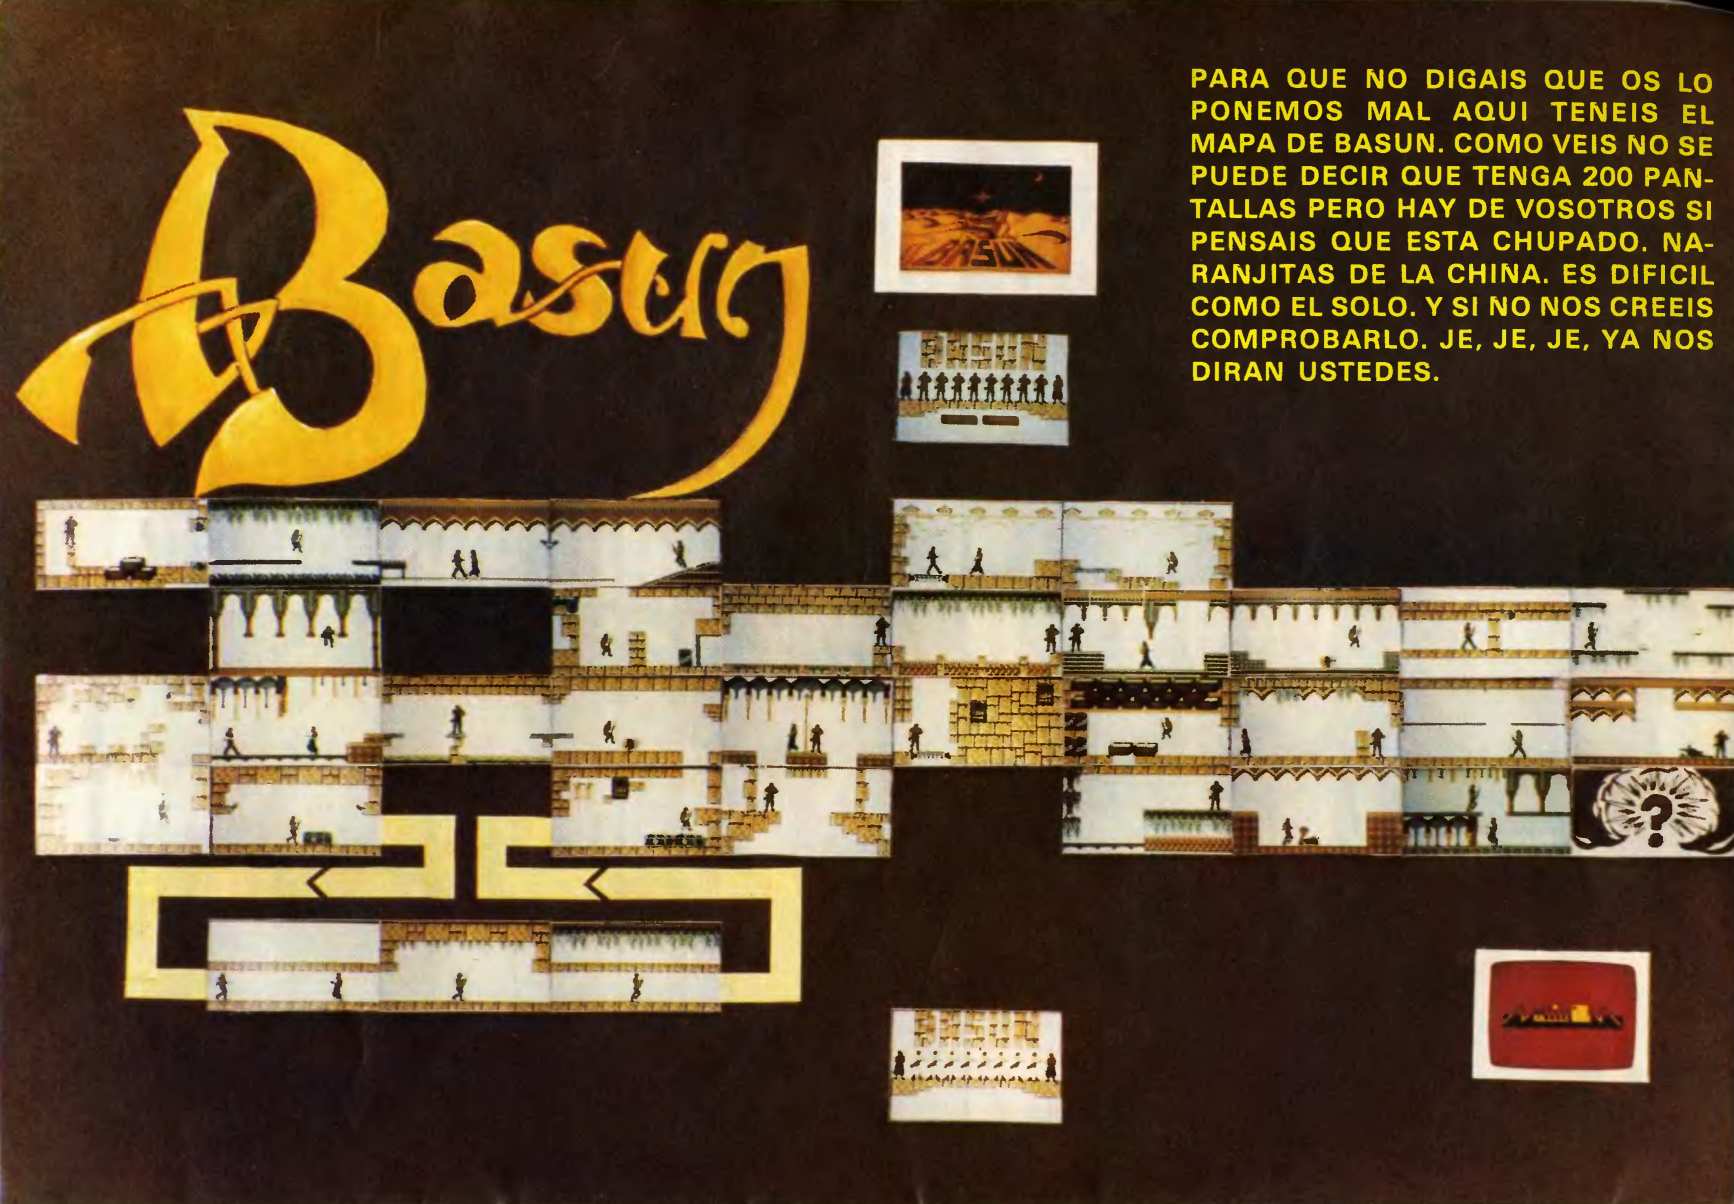 Basun
BASUN
PARA QUE NO DIGAIS QUE OS LO
PONEMOS MAL AQUI TENEIS EL
MAPA DE BASUN. COMO VEIS NO SE
PUEDE DECIR QUE TENGA 200 PAN-
TALLAS PERO HAY DE VOSOTROS SI
PENSAIS QUE ESTA CHUPADO. NA-
RANJITAS DE LA CHINA. ES DIFICIL
COMO EL SOLO. Y SI NO NOS CREEIS
COMPROBARLO. JE, JE, JE, YA NOS
DIRAN USTEDES.
?